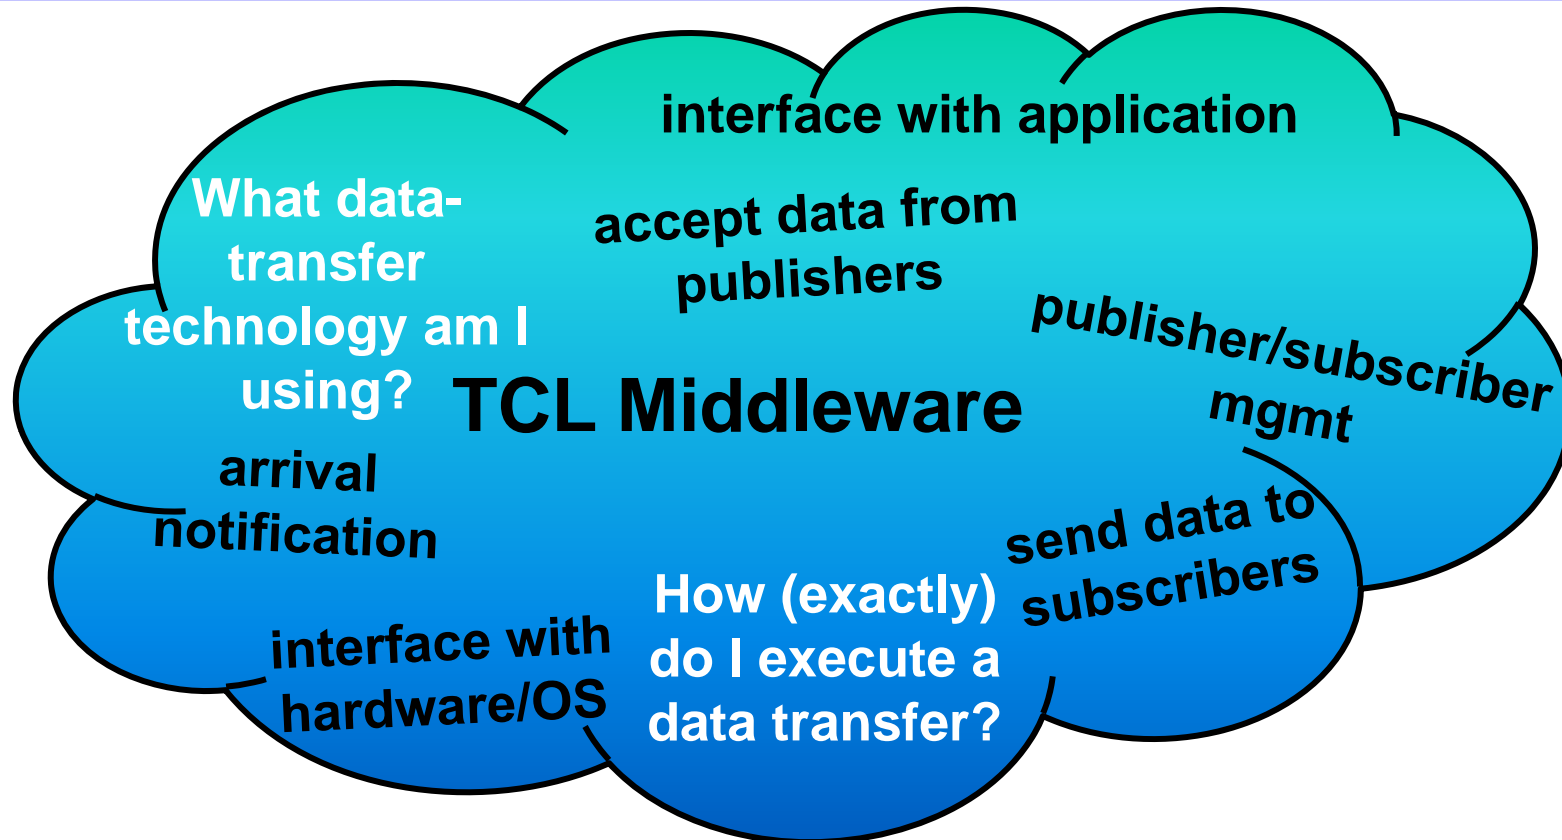 interface with application
What data-
transfer
technology am I
using?
accept data from
publishers
publisher/subscriber
mgmt
TCL Middleware
arrival
notification
send data to
subscribers
How (exactly)
do I execute a
data transfer?
interface with
hardware/OS